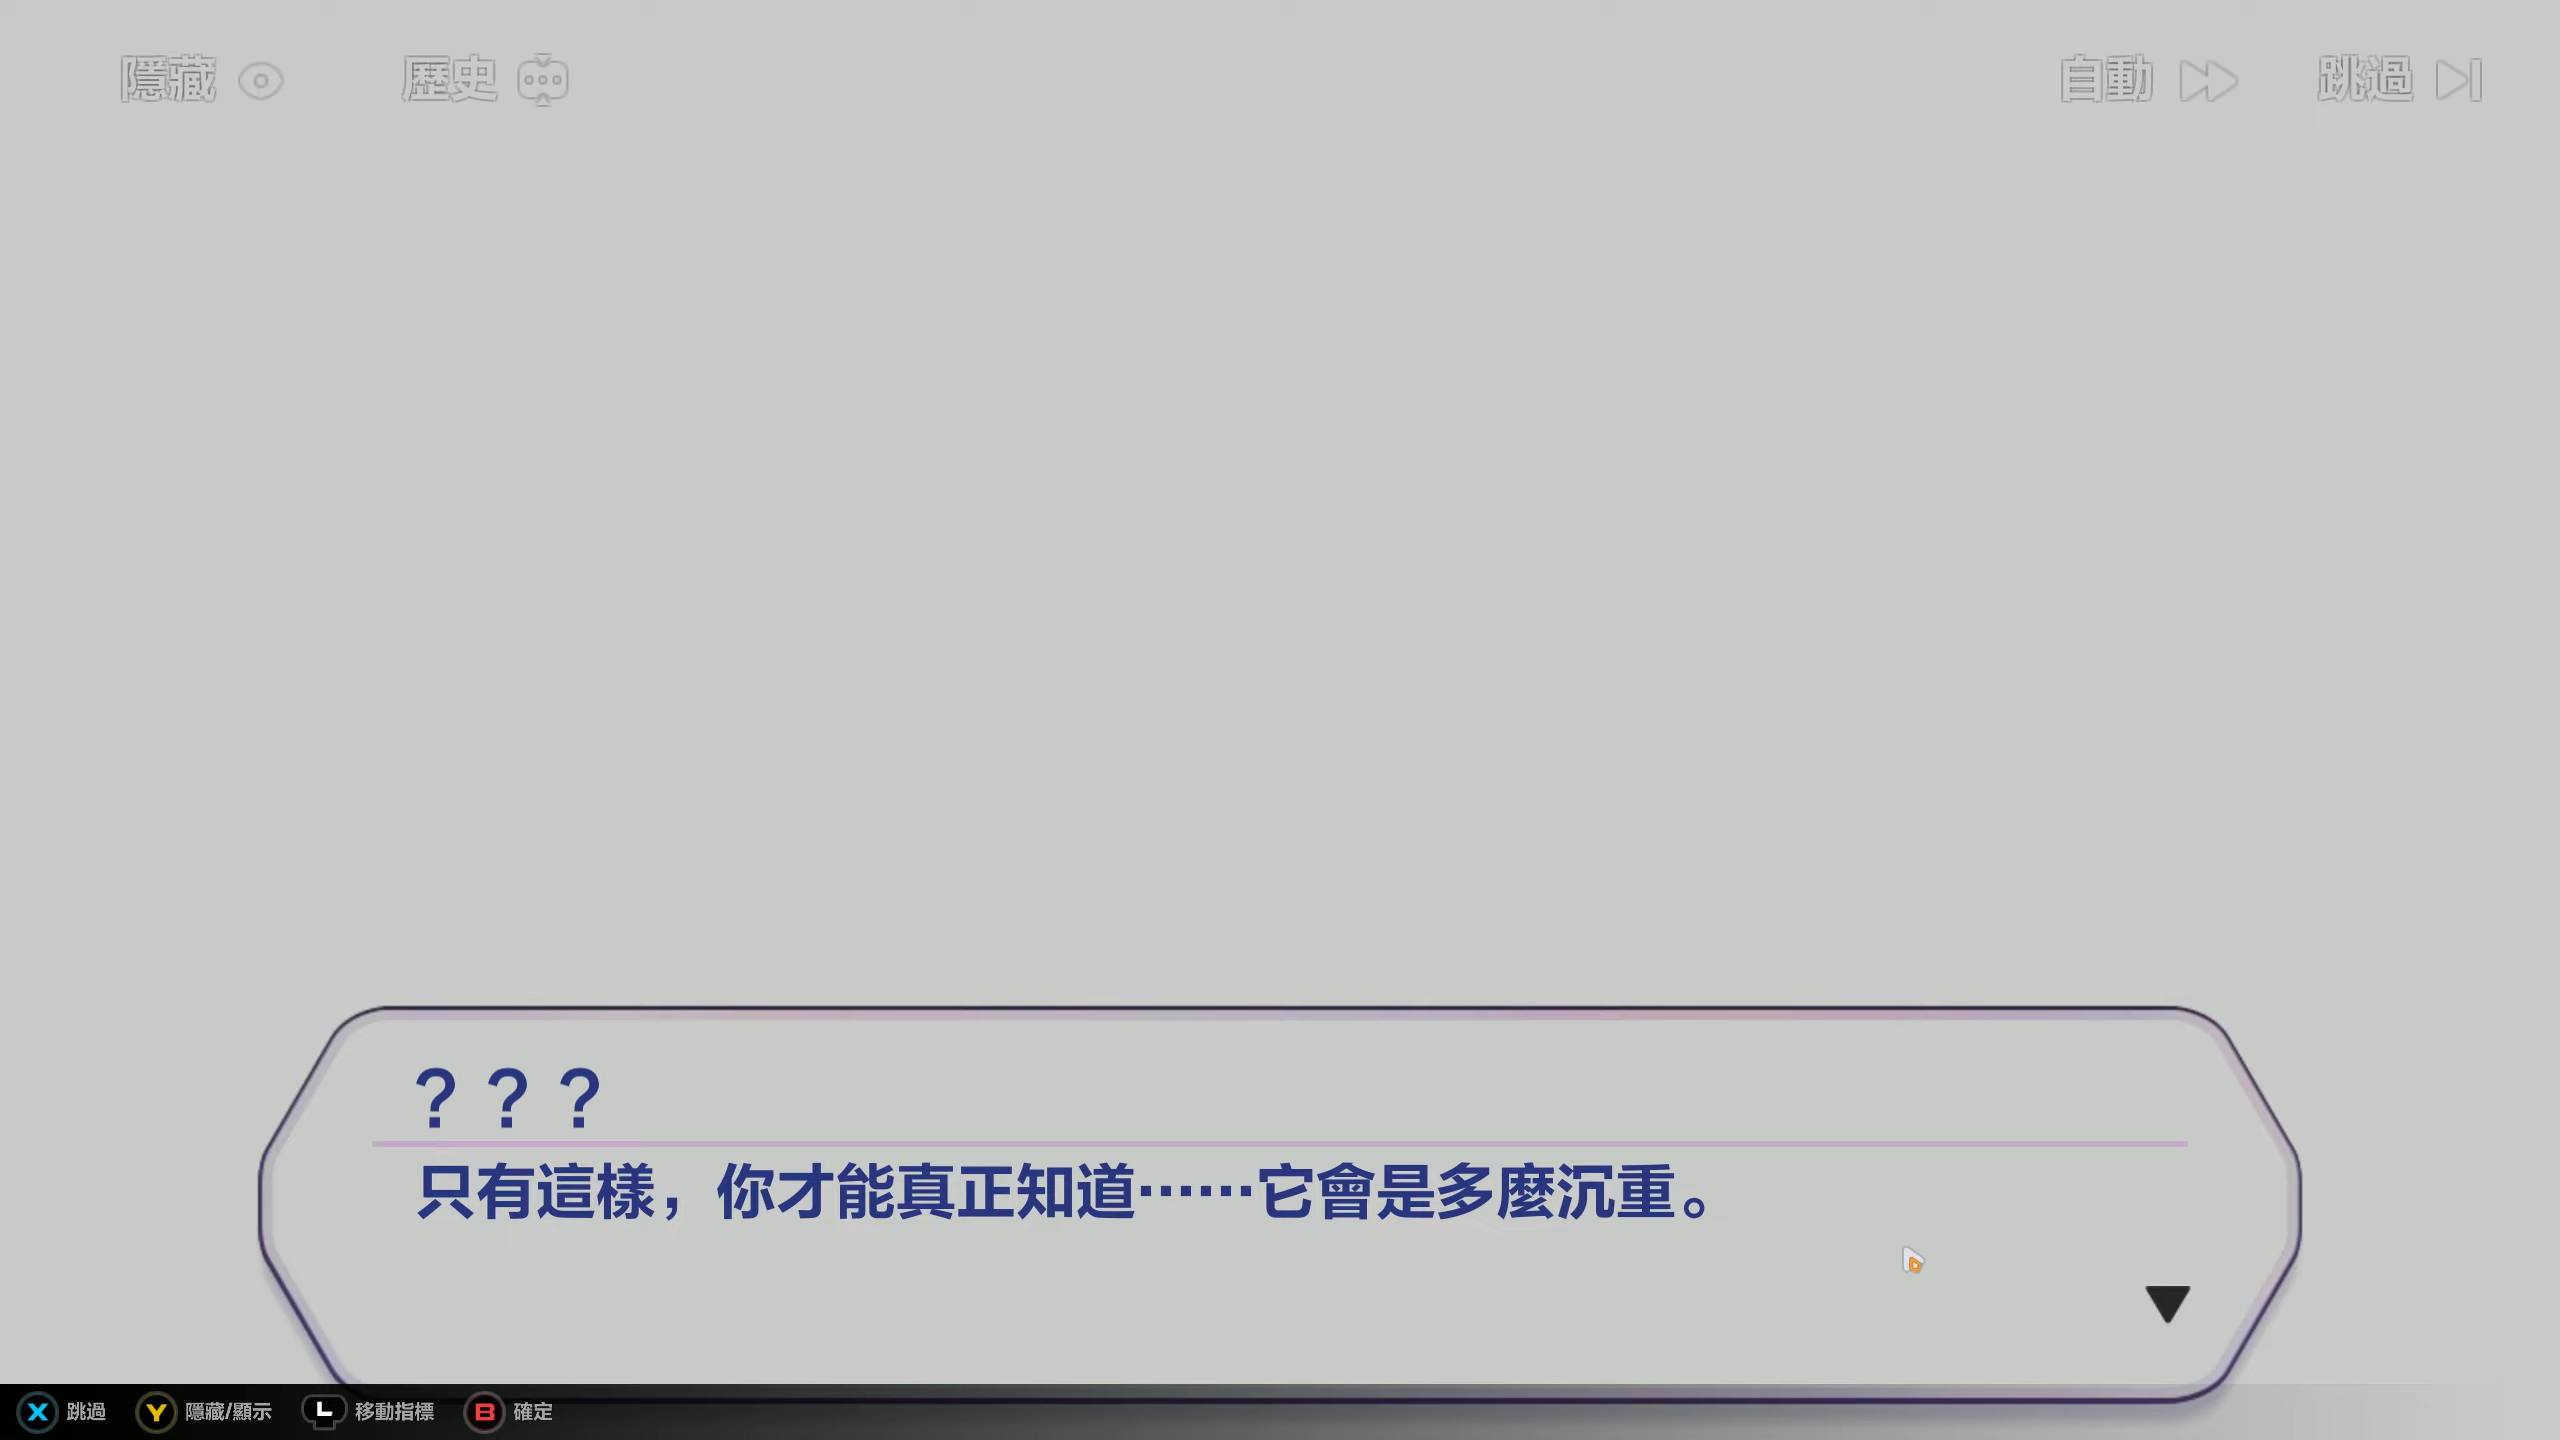 隱藏 歷史 自動 跳過
？？？
只有這樣，你才能真正知道……它會是多麼沉重。
X 跳過 Y 隱藏/顯示 L 移動指標 B 確定